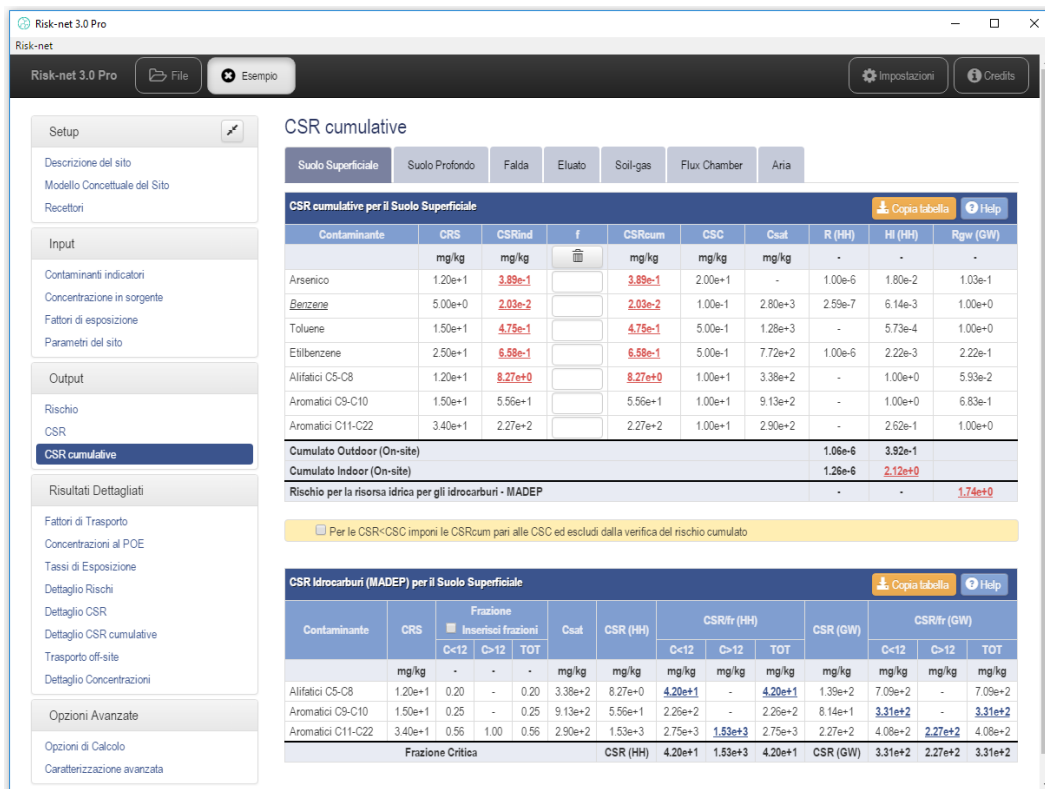 Risk-net 3.0 Pro
Risk-net
Risk-net 3.0 Pro File Esempio Impostazioni Credits
Setup
Descrizione del sito
Modello Concettuale del Sito
Recettori
Input
Contaminanti indicatori
Concentrazione in sorgente
Fattori di esposizione
Parametri del sito
Output
Rischio
CSR
CSR cumulative
Risultati Dettagliati
Fattori di Trasporto
Concentrazioni al POE
Tassi di Esposizione
Dettaglio Rischi
Dettaglio CSR
Dettaglio CSR cumulative
Trasporto off-site
Dettaglio Concentrazioni
Opzioni Avanzate
Opzioni di Calcolo
Caratterizzazione avanzata
CSR cumulative
Suolo Superficiale Suolo Profondo Falda Eluato Soil-gas Flux Chamber Aria
CSR cumulative per il Suolo Superficiale Copia tabella Help
Contaminante CRS CSRind f CSRcum CSC Csat R (HH) HI (HH) Rgw (GW)
mg/kg mg/kg mg/kg mg/kg mg/kg - - -
Arsenico 1.20e+1 3.89e-1 3.89e-1 2.00e+1 - 1.00e-6 1.80e-2 1.03e-1
Benzene 5.00e+0 2.03e-2 2.03e-2 1.00e-1 2.80e+3 2.59e-7 6.14e-3 1.00e+0
Toluene 1.50e+1 4.75e-1 4.75e-1 5.00e-1 1.28e+3 - 5.73e-4 1.00e+0
Etilbenzene 2.50e+1 6.58e-1 6.58e-1 5.00e-1 7.72e+2 1.00e-6 2.22e-3 2.22e-1
Alifatici C5-C8 1.20e+1 8.27e+0 8.27e+0 1.00e+1 3.38e+2 - 1.00e+0 5.93e-2
Aromatici C9-C10 1.50e+1 5.56e+1 5.56e+1 1.00e+1 9.13e+2 - 1.00e+0 6.83e-1
Aromatici C11-C22 3.40e+1 2.27e+2 2.27e+2 1.00e+1 2.90e+2 - 2.62e-1 1.00e+0
Cumulato Outdoor (On-site) 1.06e-6 3.92e-1
Cumulato Indoor (On-site) 1.26e-6 2.12e+0
Rischio per la risorsa idrica per gli idrocarburi - MADEP - - 1.74e+0
Per le CSR<CSC imponi le CSRcum pari alle CSC ed escludi dalla verifica del rischio cumulato
CSR Idrocarburi (MADEP) per il Suolo Superficiale Copia tabella Help
Contaminante CRS Frazione Inserisci frazioni Csat CSR (HH) CSR/fr (HH) CSR (GW) CSR/fr (GW)
C<12 C>12 TOT C<12 C>12 TOT C<12 C>12 TOT
mg/kg - - - mg/kg mg/kg mg/kg mg/kg mg/kg mg/kg mg/kg mg/kg mg/kg
Alifatici C5-C8 1.20e+1 0.20 - 0.20 3.38e+2 8.27e+0 4.20e+1 - 4.20e+1 1.39e+2 7.09e+2 - 7.09e+2
Aromatici C9-C10 1.50e+1 0.25 - 0.25 9.13e+2 5.56e+1 2.26e+2 - 2.26e+2 8.14e+1 3.31e+2 - 3.31e+2
Aromatici C11-C22 3.40e+1 0.56 1.00 0.56 2.90e+2 1.53e+3 2.75e+3 1.53e+3 2.75e+3 2.27e+2 4.08e+2 2.27e+2 4.08e+2
Frazione Critica CSR (HH) 4.20e+1 1.53e+3 4.20e+1 CSR (GW) 3.31e+2 2.27e+2 3.31e+2